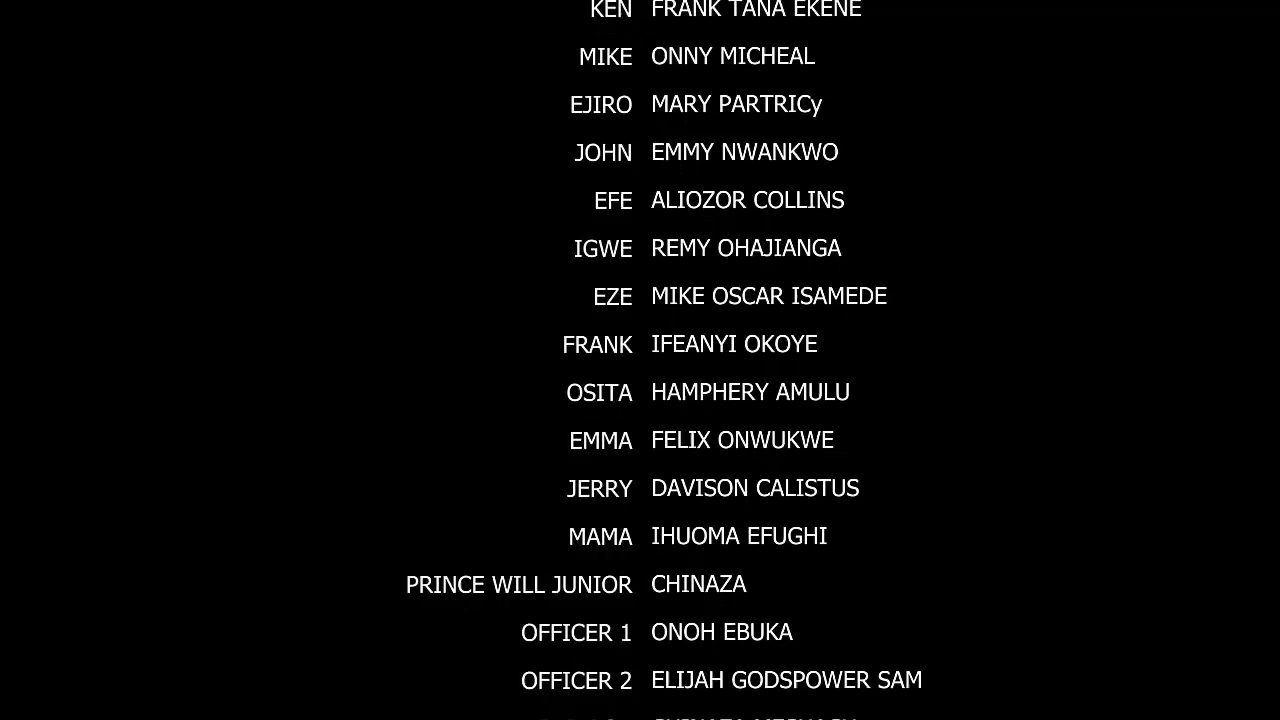 KEN FRANK TANA EKENE
MIKE ONNY MICHEAL
EJIRO MARY PARTRICy
JOHN EMMY NWANKWO
EFE ALIOZOR COLLINS
IGWE REMY OHAJIANGA
EZE MIKE OSCAR ISAMEDE
FRANK IFEANYI OKOYE
OSITA HAMPHERY AMULU
EMMA FELIX ONWUKWE
JERRY DAVISON CALISTUS
MAMA IHUOMA EFUGHI
PRINCE WILL JUNIOR CHINAZA
OFFICER 1 ONOH EBUKA
OFFICER 2 ELIJAH GODSPOWER SAM